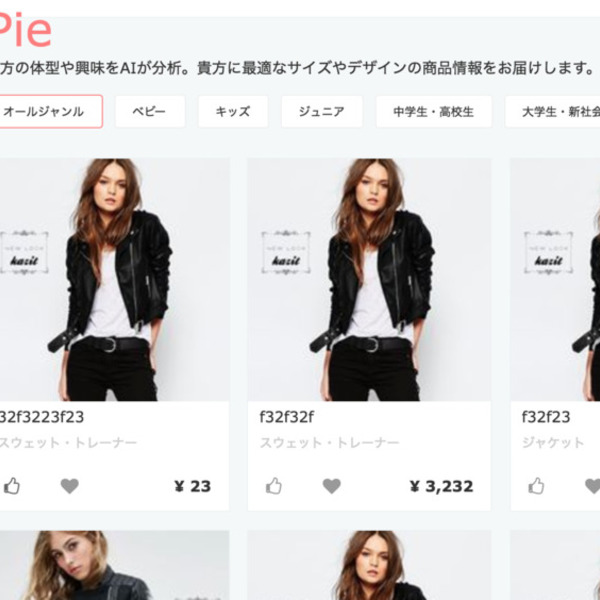 Pie
方の体型や興味をAIが分析。貴方に最適なサイズやデザインの商品情報をお届けします。
オールジャンル ベビー キッズ ジュニア 中学生・高校生 大学生・新社会
NEW LOOK NEW LOOK NEW LOOK
kazit kazit kazit
32f3223f23 f32f32f f32f23
スウェット・トレーナー スウェット・トレーナー ジャケット
¥ 23 ¥ 3,232